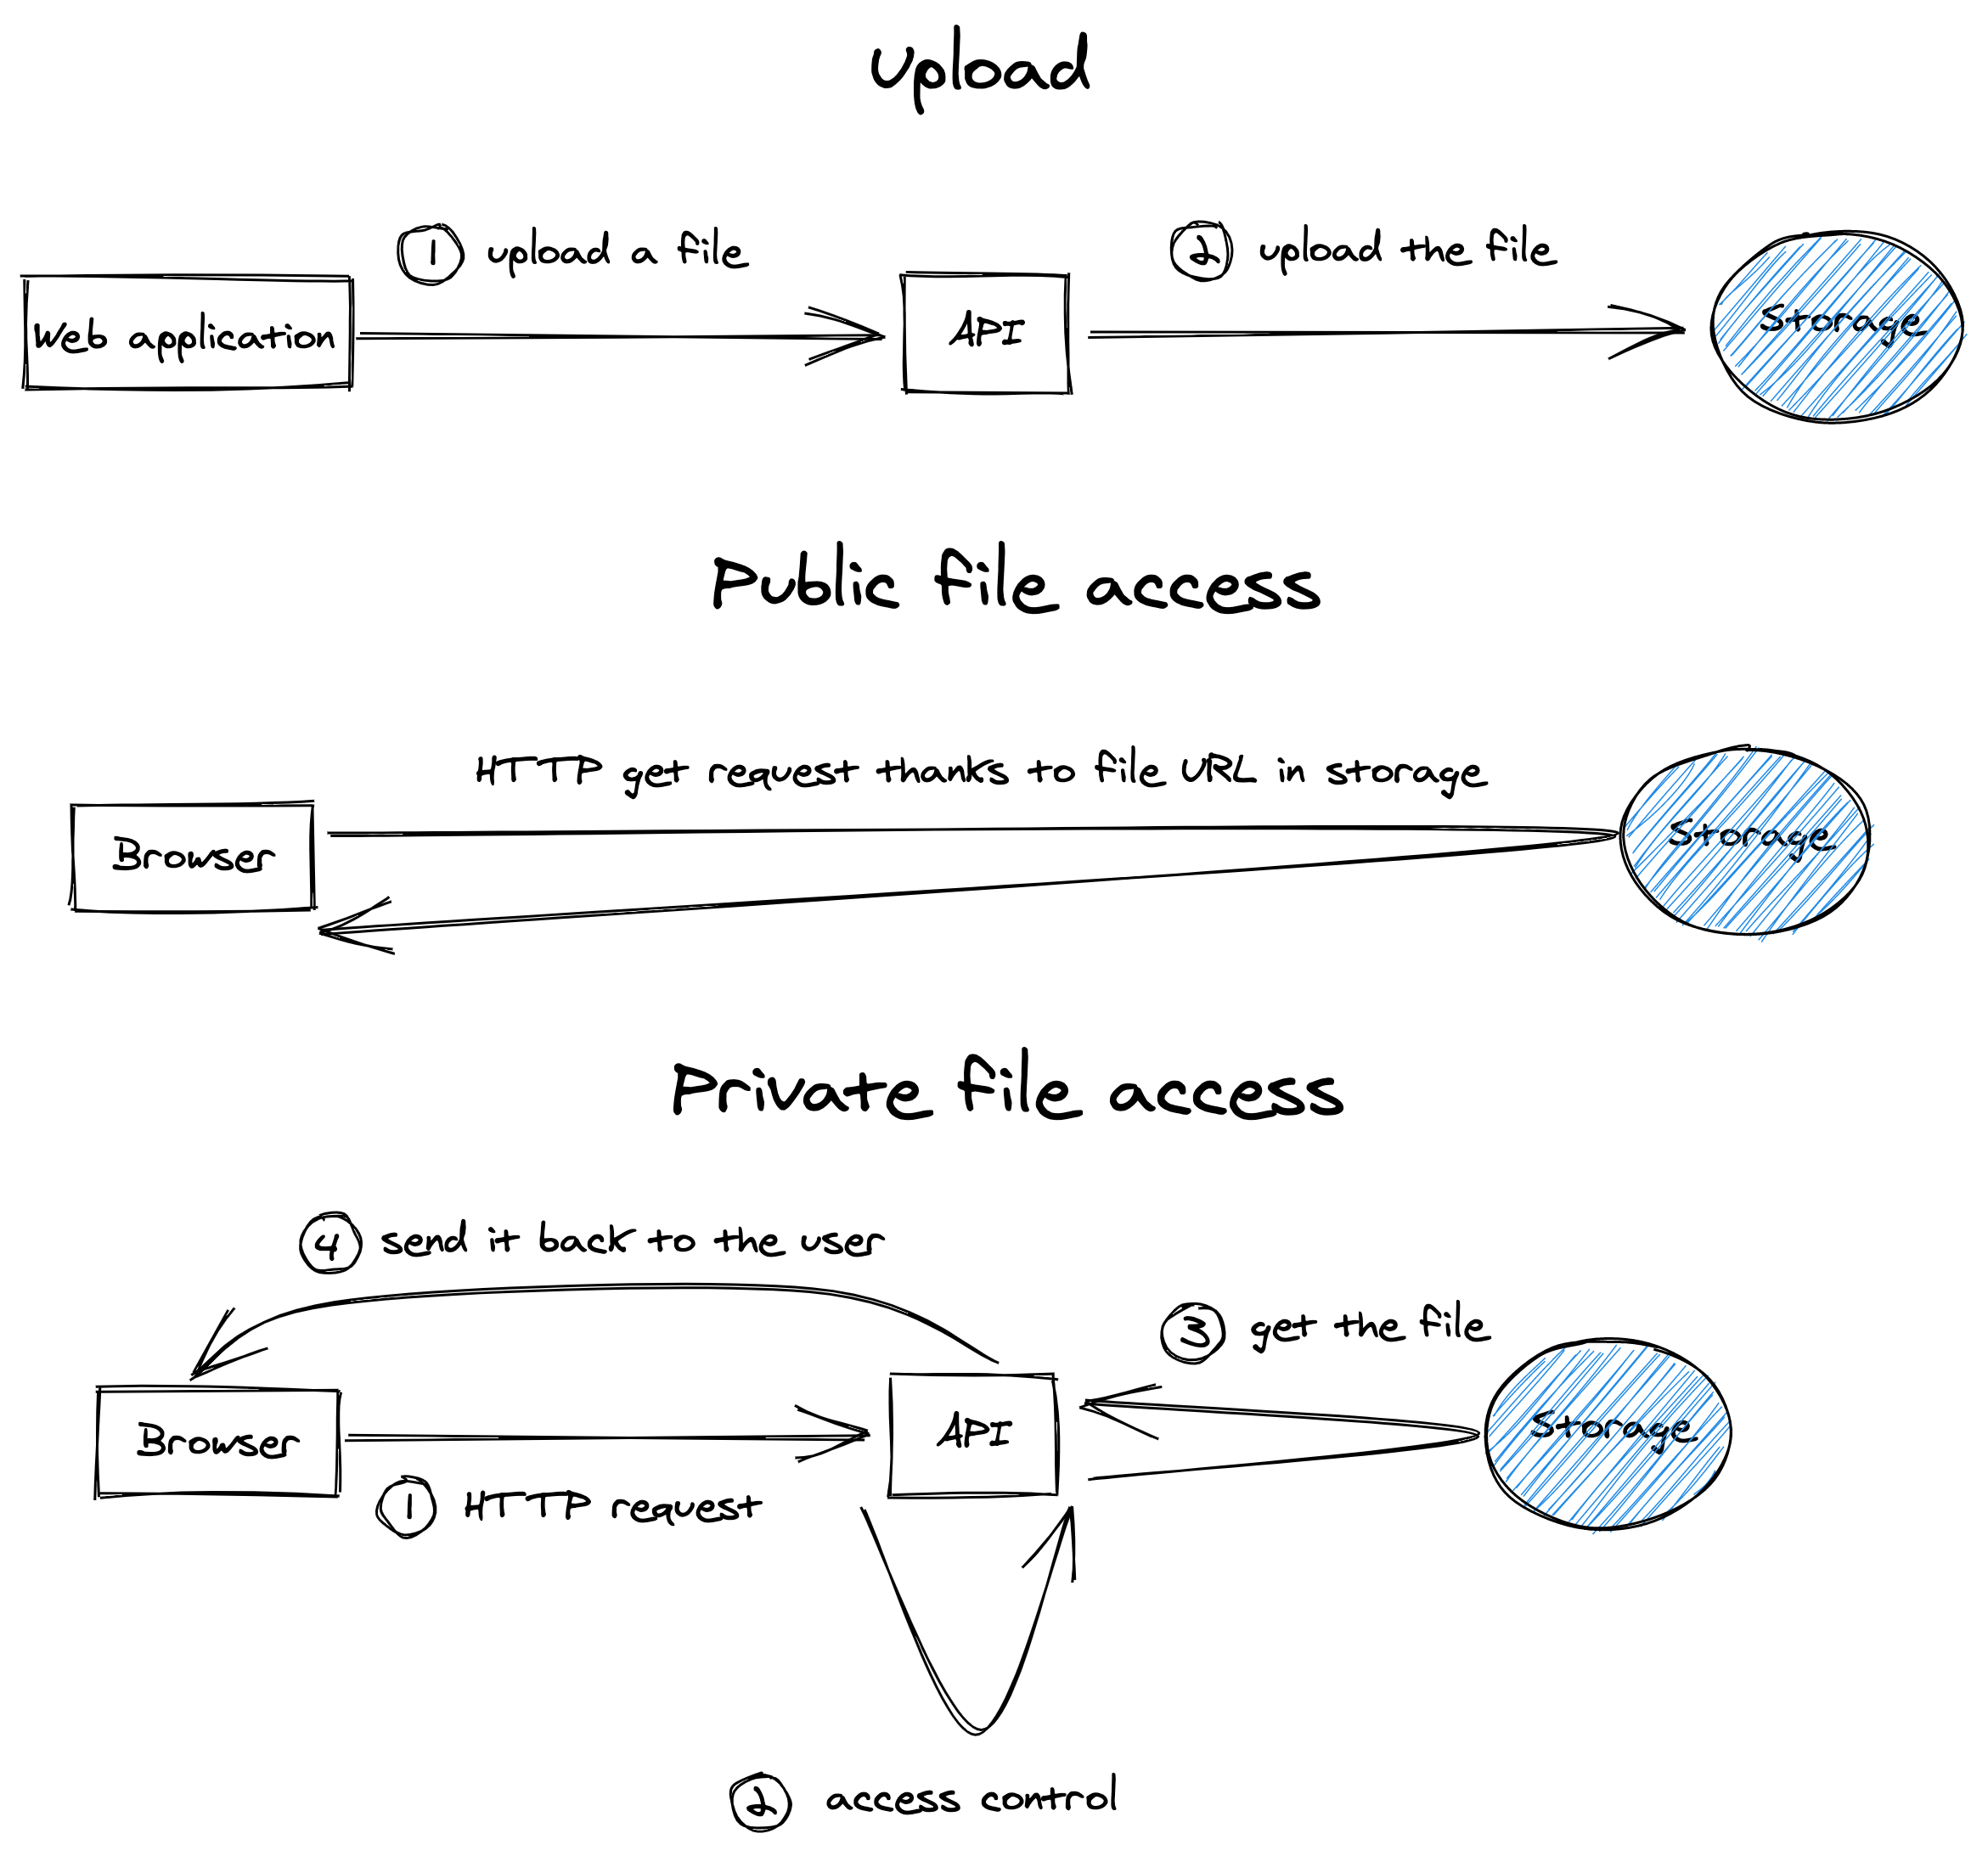 Upload
1 upload a file
2 upload the file
Web application
API
Storage
Public file access
HTTP get request thanks to file URL in storage
Browser
Storage
Private file access
4 send it back to the user
3 get the file
Browser
API
Storage
1 HTTP request
2 access control